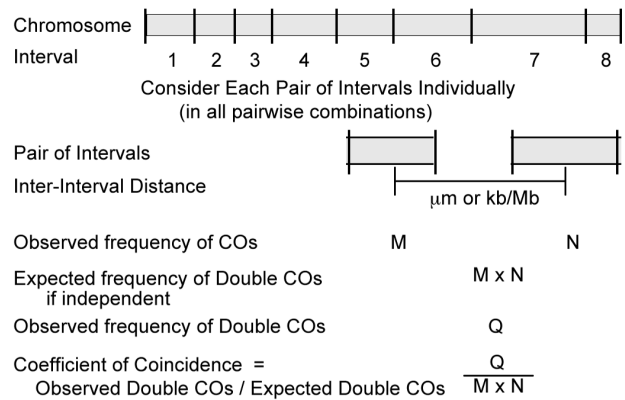 Chromosome
Interval 1 2 3 4 5 6 7 8
Consider Each Pair of Intervals Individually
(in all pairwise combinations)
Pair of Intervals
Inter-Interval Distance
μm or kb/Mb
Observed frequency of COs M N
Expected frequency of Double COs M x N
if independent
Observed frequency of Double COs Q
Coefficient of Coincidence = Q
Observed Double COs / Expected Double COs M x N